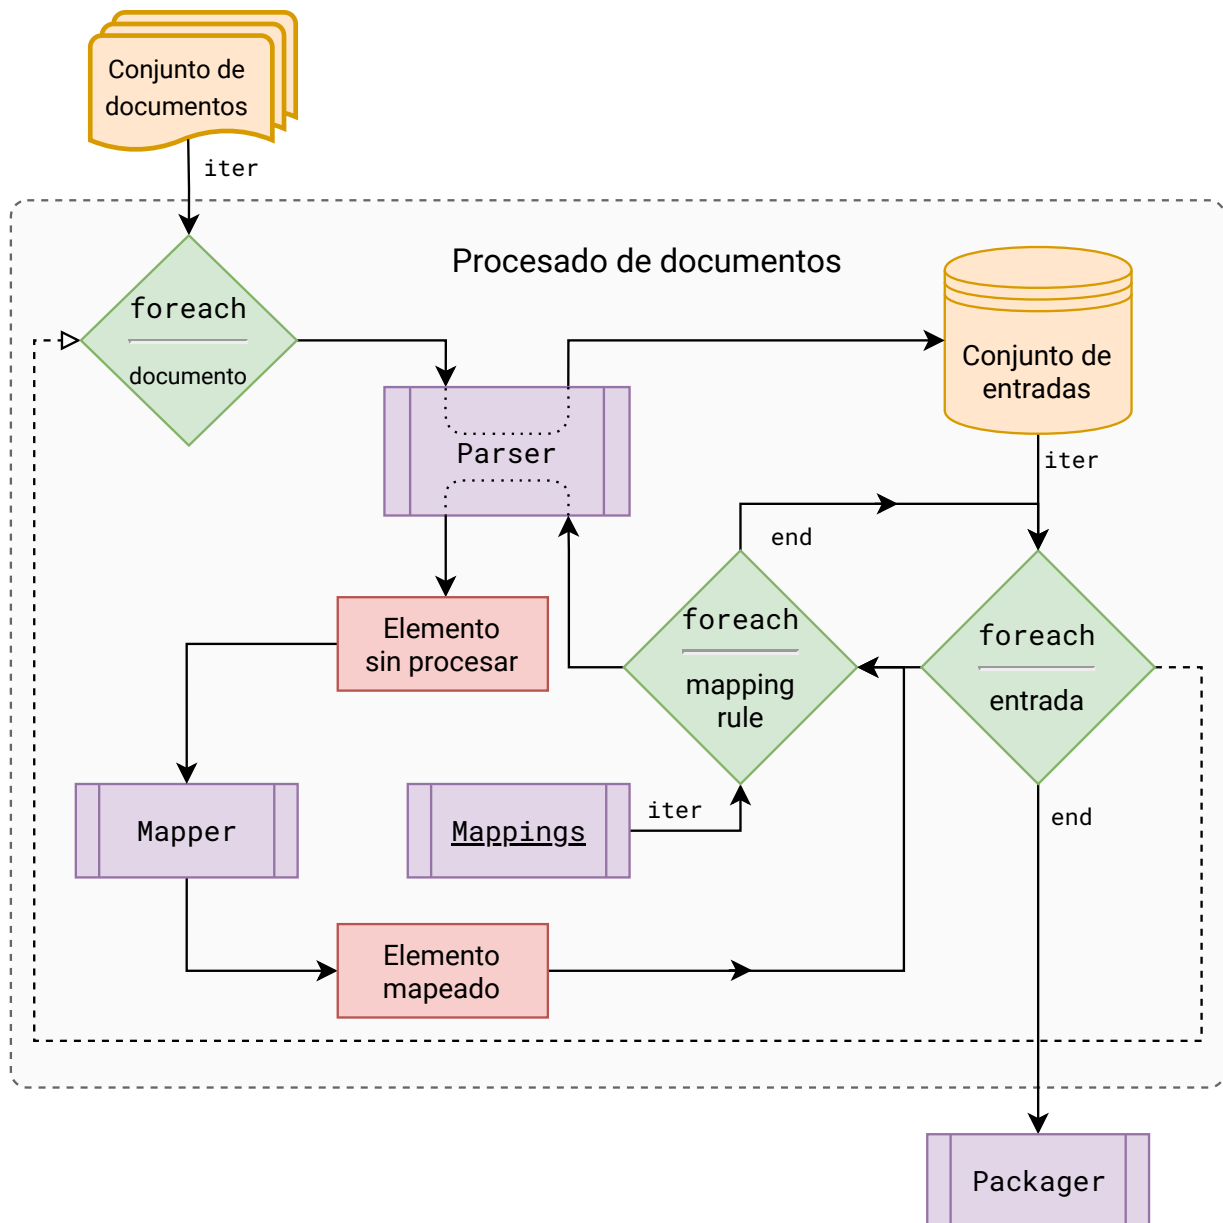 Conjunto de
documentos
iter
Procesado de documentos
foreach
documento
Conjunto de
entradas
Parser
iter
end
Elemento
sin procesar
foreach
mapping
rule
foreach
entrada
Mapper
Mappings
iter
end
Elemento
mapeado
Packager